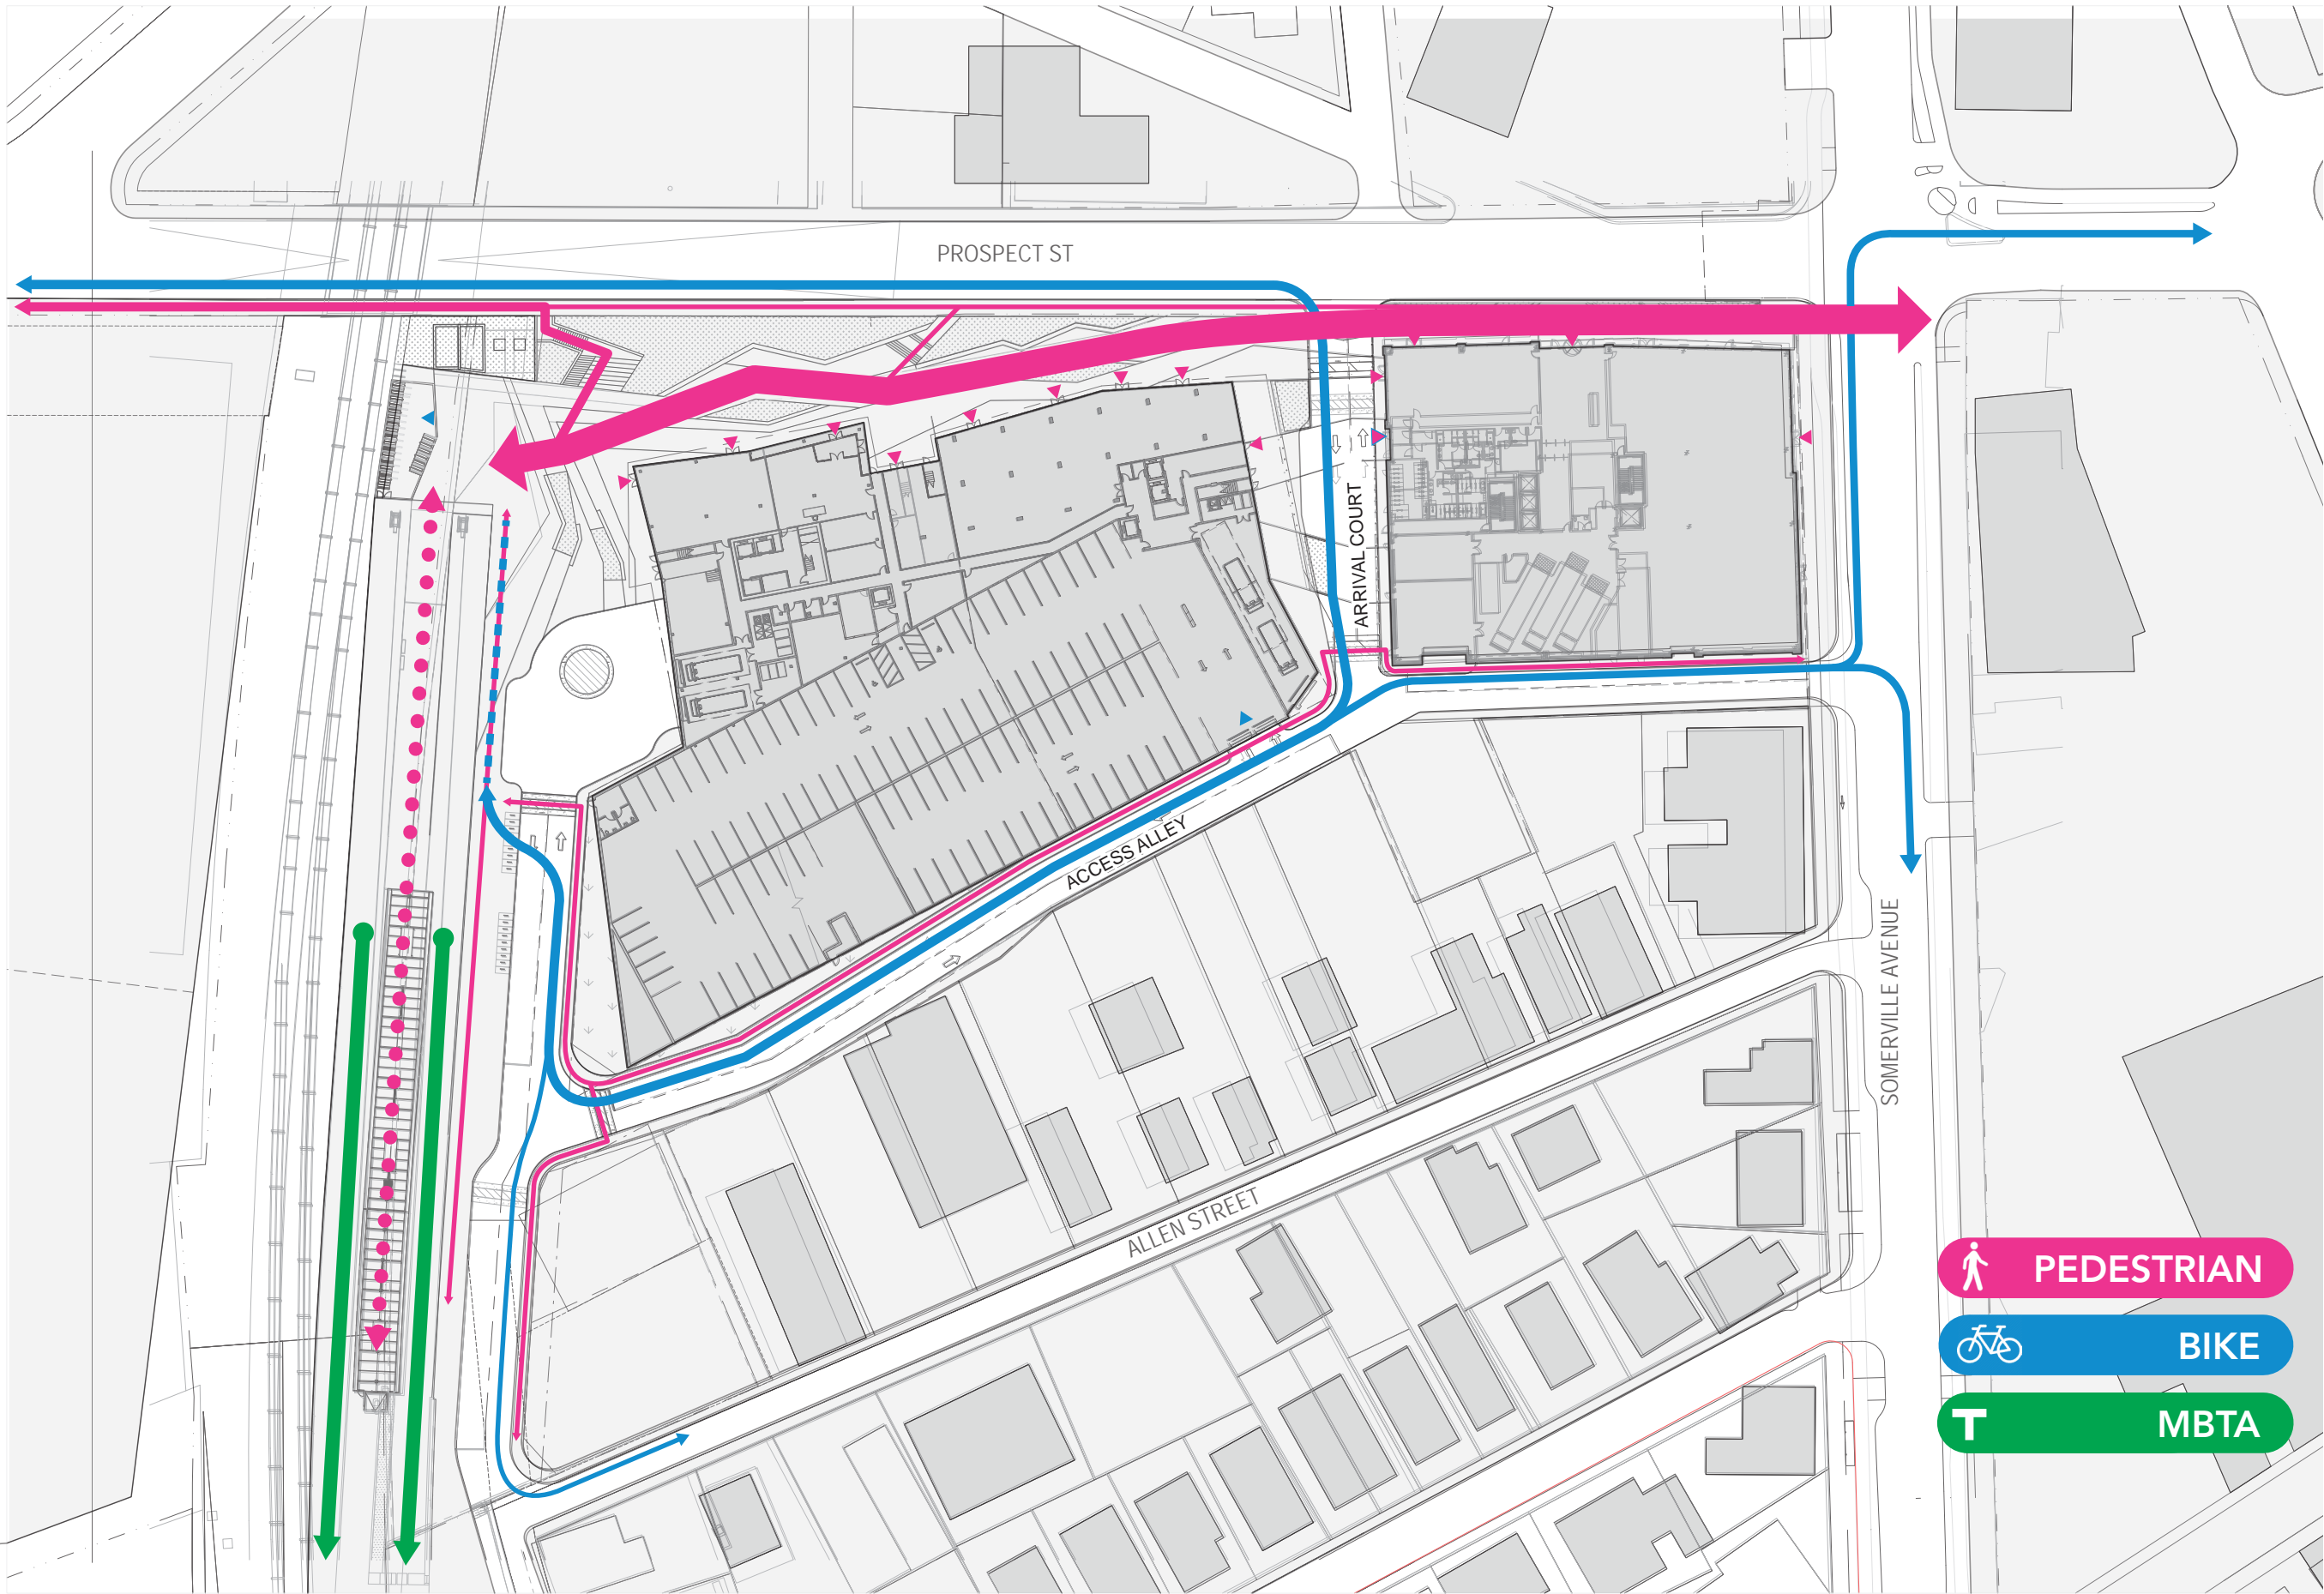 PROSPECT ST
ARRIVAL COURT
ACCESS ALLEY
SOMERVILLE AVENUE
ALLEN STREET
PEDESTRIAN
BIKE
T MBTA